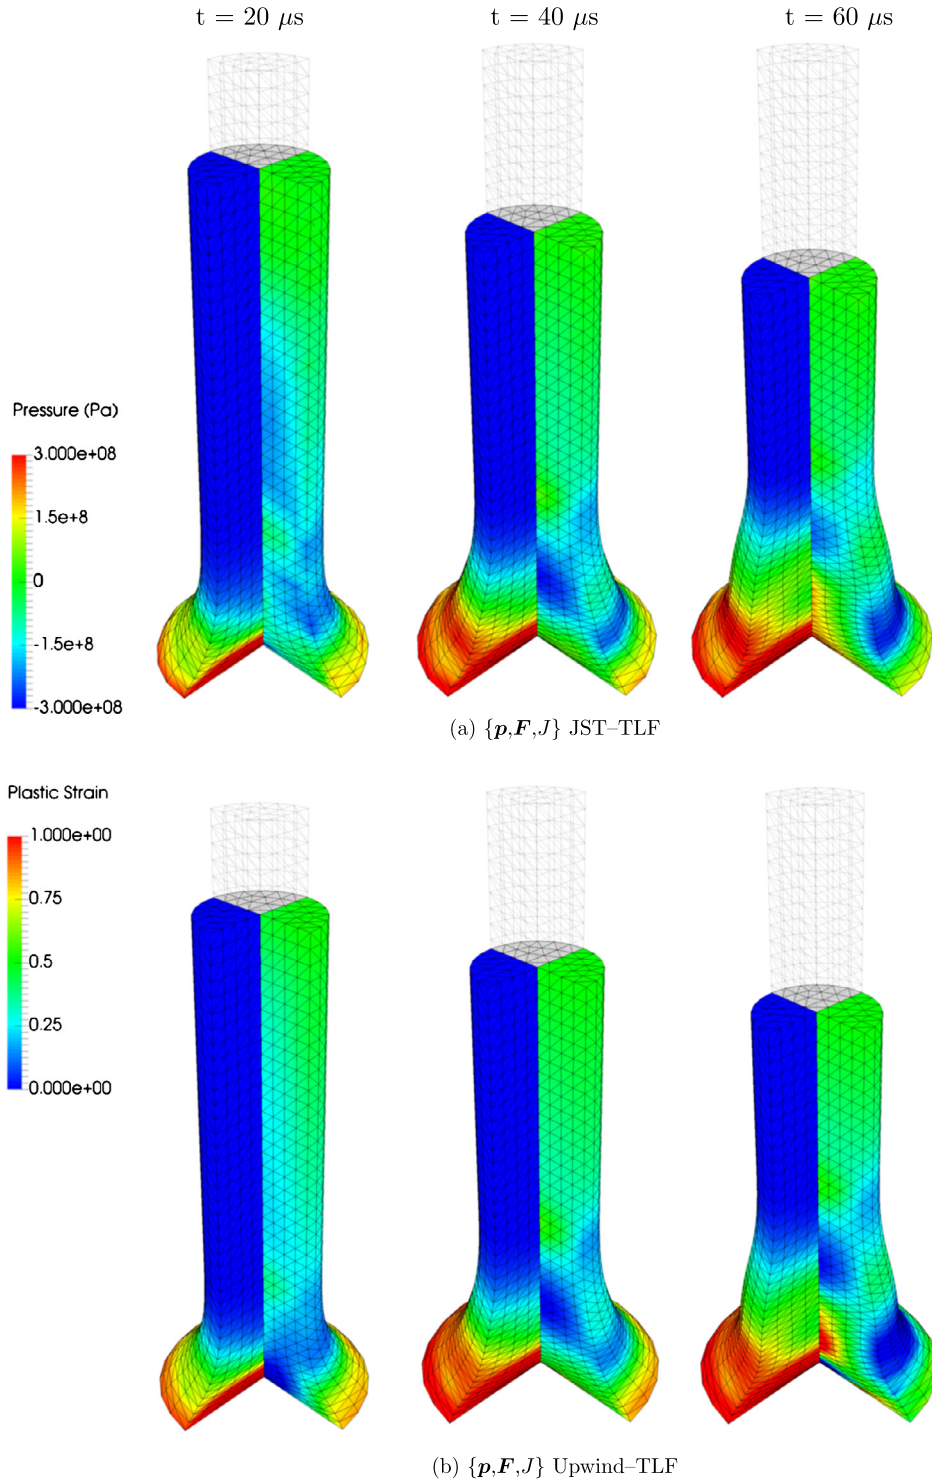 t = 20 μs
t = 40 μs
t = 60 μs
Pressure (Pa)
3.000e+08
1.5e+8
0
-1.5e+8
-3.000e+08
(a) {p,F,J} JST–TLF
Plastic Strain
1.000e+00
0.75
0.5
0.25
0.000e+00
(b) {p,F,J} Upwind–TLF